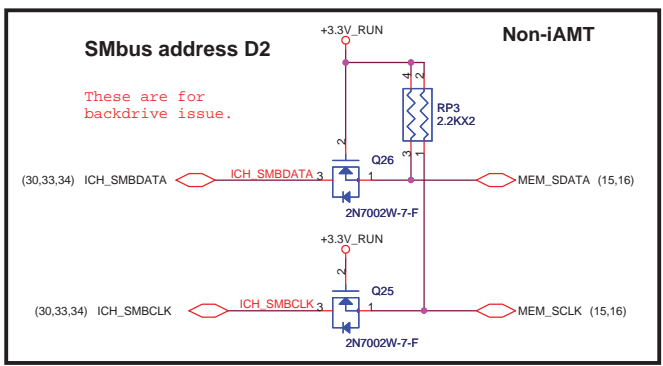 +3.3V_RUN
Non-iAMT
SMbus address D2
These are for
backdrive issue.
4
2
RP3
2.2KX2
2
3
1
Q26
(30,33,34) ICH_SMBDATA
ICH_SMBDATA
3
1
MEM_SDATA (15,16)
2N7002W-7-F
+3.3V_RUN
2
Q25
(30,33,34) ICH_SMBCLK
ICH_SMBCLK
3
1
MEM_SCLK (15,16)
2N7002W-7-F